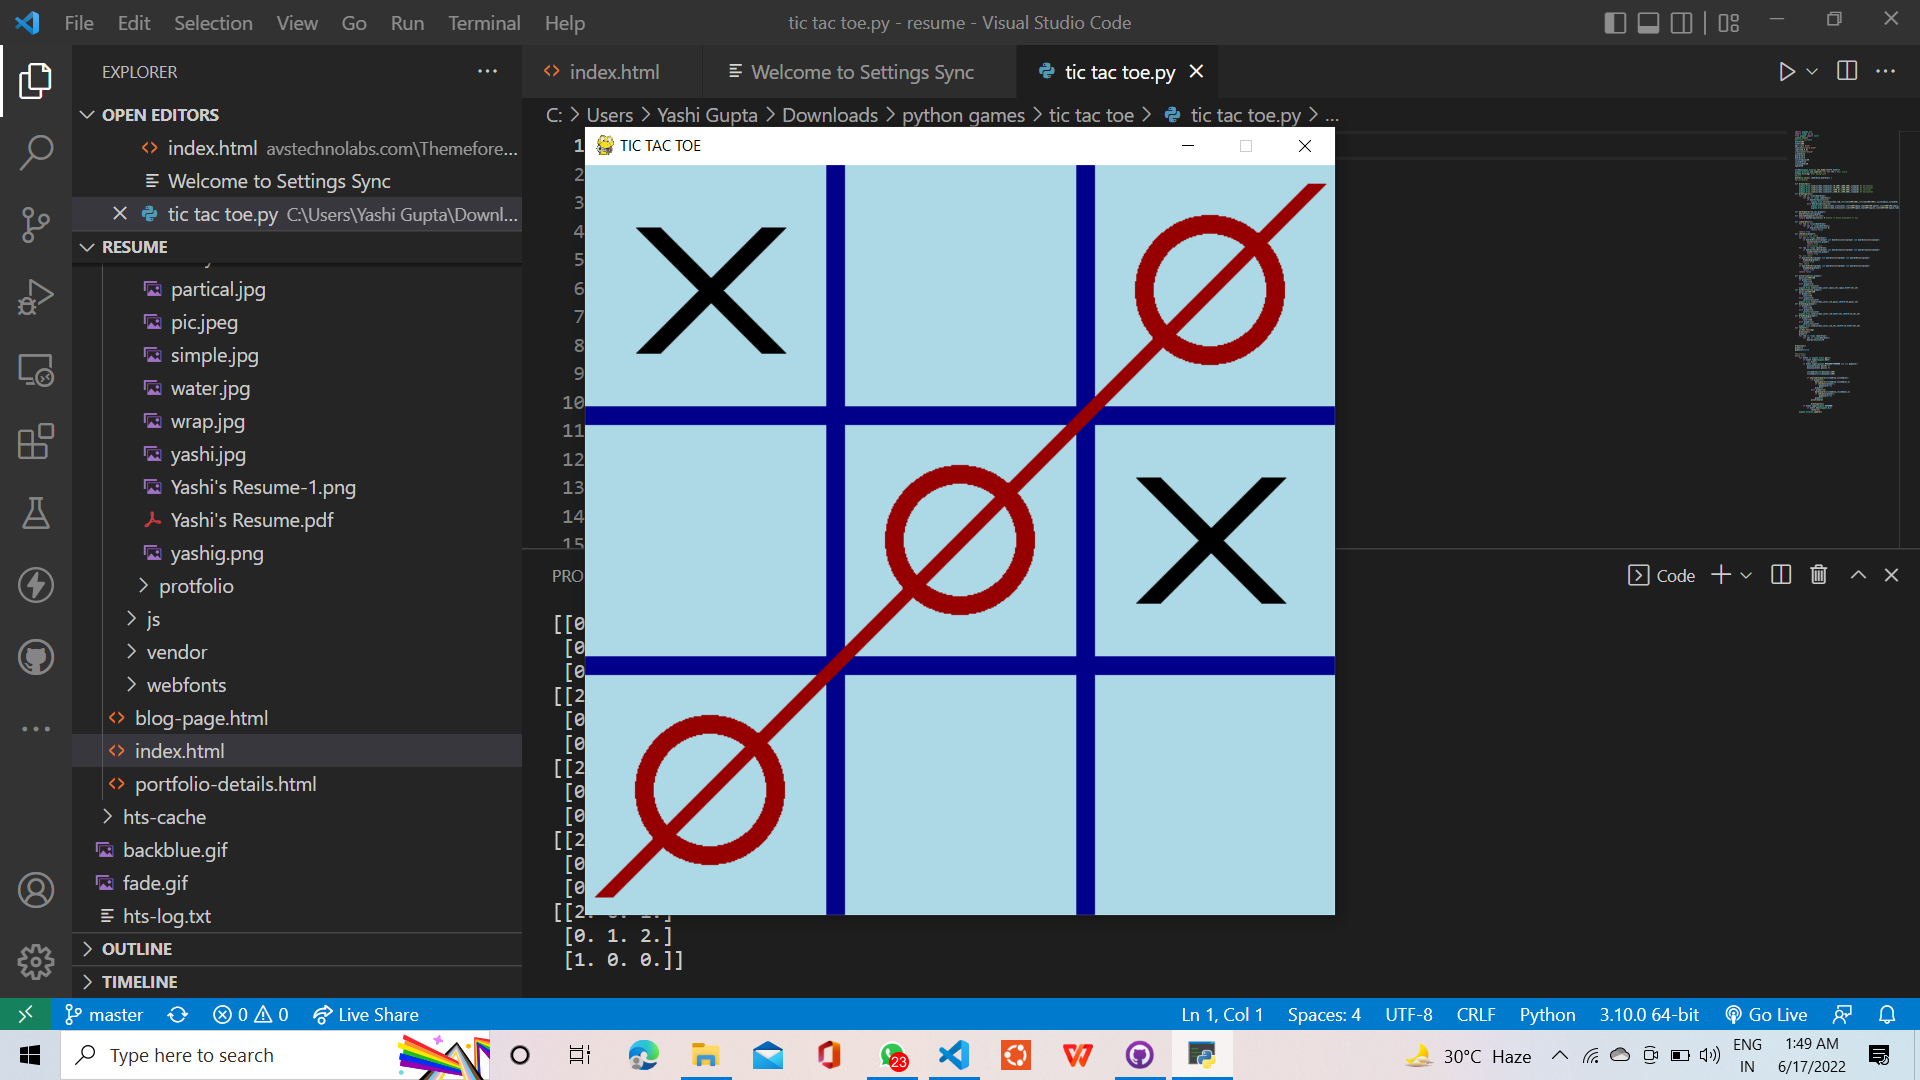 File Edit Selection View Go Run Terminal Help
tic tac toe.py - resume - Visual Studio Code
EXPLORER
OPEN EDITORS
index.html avstechnolabs.com\Themefore...
Welcome to Settings Sync
tic tac toe.py C:\Users\Yashi Gupta\Downl...
RESUME
partical.jpg
pic.jpeg
simple.jpg
water.jpg
wrap.jpg
yashi.jpg
Yashi's Resume-1.png
Yashi's Resume.pdf
yashig.png
protfolio
js
vendor
webfonts
blog-page.html
index.html
portfolio-details.html
hts-cache
backblue.gif
fade.gif
hts-log.txt
OUTLINE
TIMELINE
index.html Welcome to Settings Sync tic tac toe.py
C: > Users > Yashi Gupta > Downloads > python games > tic tac toe > tic tac toe.py > ...
TIC TAC TOE
1
2
3
4
5
6
7
8
9
10
11
12
13
14
15
PRO
Code
[[0
[0
[0
[[2
[0
[0
[[2
[0
[0
[[2
[0
[0
[[2. 0. 1.]
[0. 1. 2.]
[1. 0. 0.]]
master 0 0 Live Share
Ln 1, Col 1 Spaces: 4 UTF-8 CRLF Python 3.10.0 64-bit Go Live
Type here to search
23
30°C Haze
ENG
IN
1:49 AM
6/17/2022